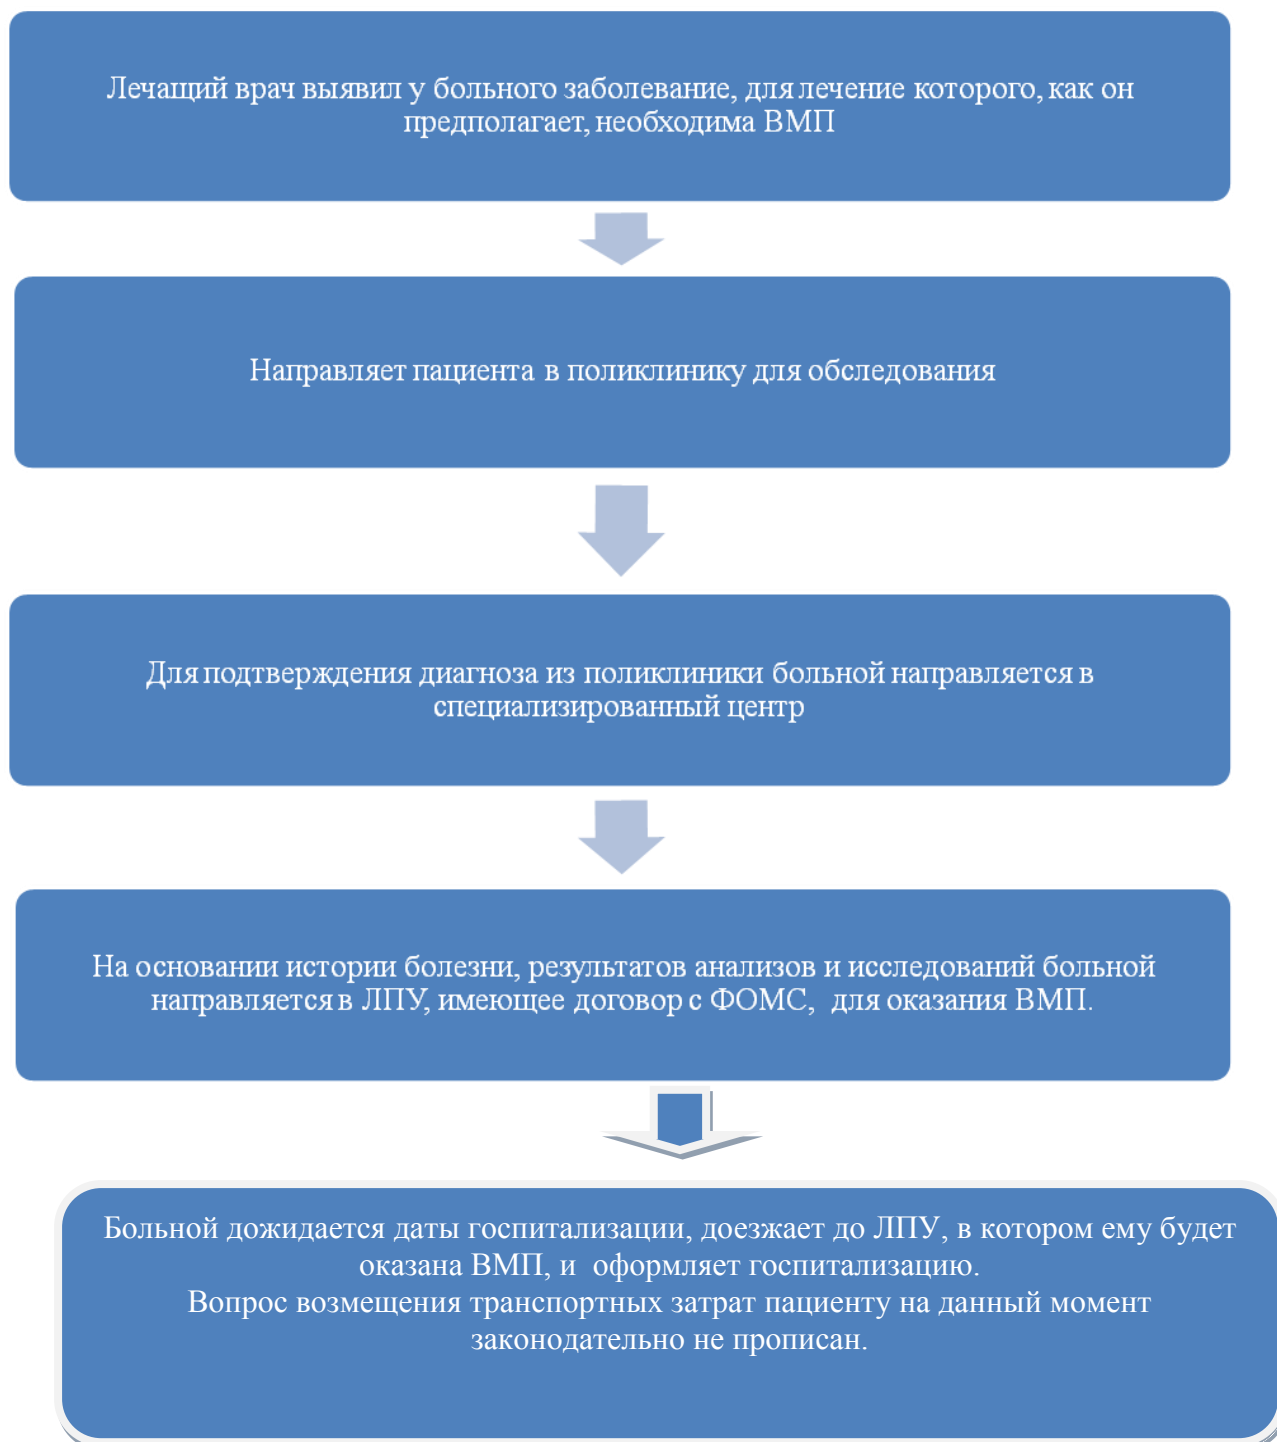 Лечащий врач выявил у больного заболевание, для лечение которого, как он
предполагает, необходима ВМП
Направляет пациента в поликлинику для обследования
Для подтверждения диагноза из поликлиники больной направляется в
специализированный центр
На основании истории болезни, результатов анализов и исследований больной
направляется в ЛПУ, имеющее договор с ФОМС, для оказания ВМП.
Больной дожидается даты госпитализации, доезжает до ЛПУ, в котором ему будет
оказана ВМП, и оформляет госпитализацию.
Вопрос возмещения транспортных затрат пациенту на данный момент
законодательно не прописан.